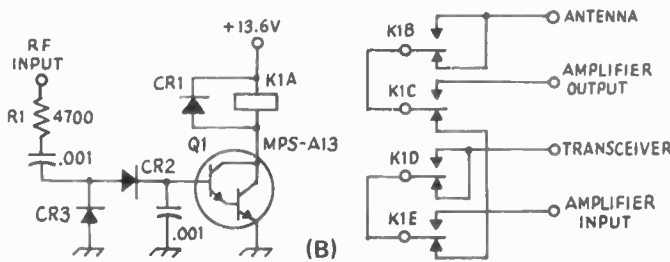 +13.6V
RF
INPUT
R1
4700
.001
CR1
K1A
Q1
MPS-A13
CR2
CR3
.001
(B)
K1B
ANTENNA
K1C
AMPLIFIER
OUTPUT
K1D
TRANSCEIVER
K1E
AMPLIFIER
INPUT